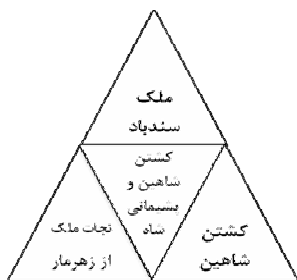 ملک
سندباد
کشتن
شاهین و
پشیمانی
شاه
نجات ملک
از زهرمار
کشتن
شاهین